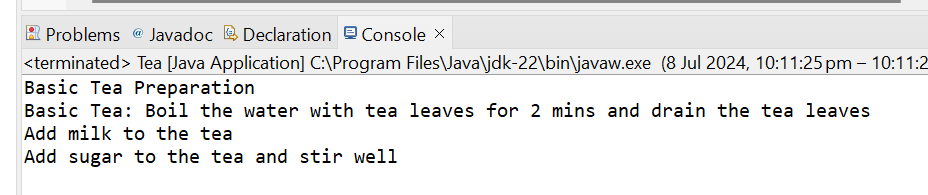 Problems @ Javadoc Declaration Console ×
<terminated> Tea [Java Application] C:\Program Files\Java\jdk-22\bin\javaw.exe (8 Jul 2024, 10:11:25 pm – 10:11:2
Basic Tea Preparation
Basic Tea: Boil the water with tea leaves for 2 mins and drain the tea leaves
Add milk to the tea
Add sugar to the tea and stir well